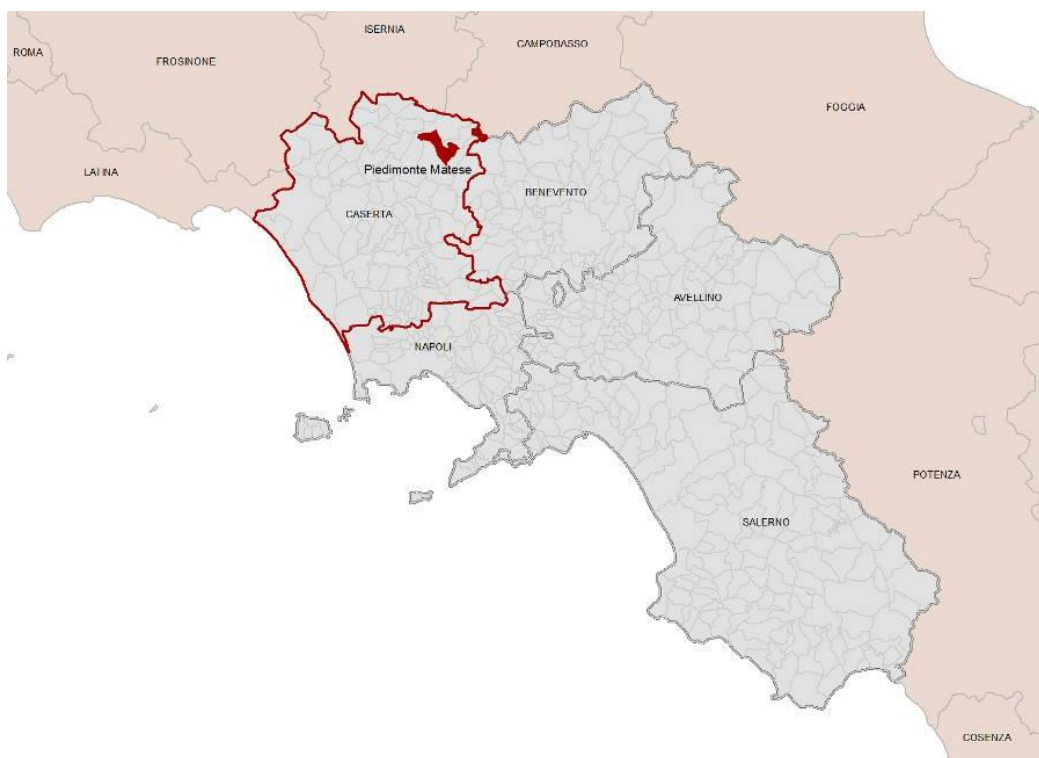 ISERNIA
CAMPOBASSO
ROMA
FROSINONE
FOGGIA
LATINA
Piedimonte Matese
BENEVENTO
CASERTA
AVELLINO
NAPOLI
POTENZA
SALERNO
COSENZA